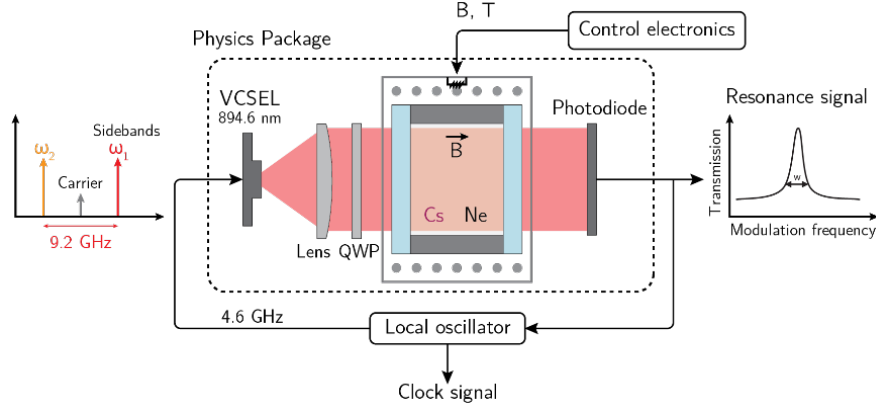 B, T
Control electronics
Physics Package
VCSEL
894.6 nm
Photodiode
Resonance signal
Sidebands
ω₂
ω₁
Carrier
B
Transmission
w
Cs
Ne
Modulation frequency
9.2 GHz
Lens
QWP
4.6 GHz
Local oscillator
Clock signal